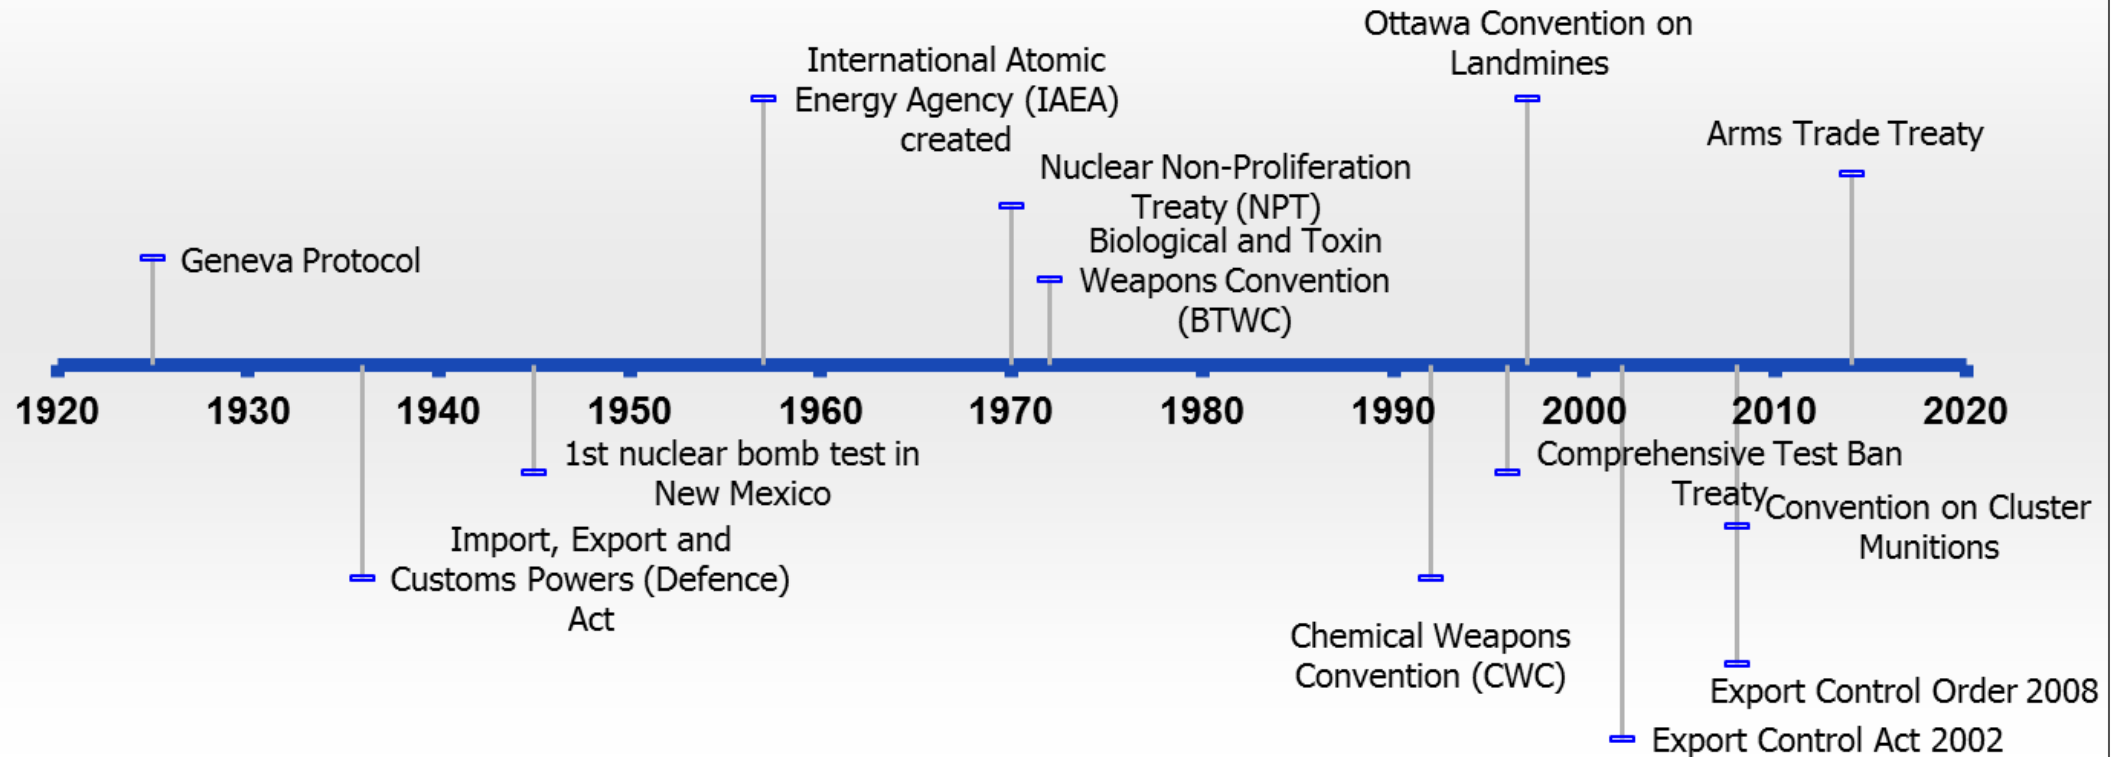 Ottawa Convention on
Landmines
International Atomic
Energy Agency (IAEA)
created
Arms Trade Treaty
Nuclear Non-Proliferation
Treaty (NPT)
Biological and Toxin
Weapons Convention
(BTWC)
Geneva Protocol
1920 1930 1940 1950 1960 1970 1980 1990 2000 2010 2020
1st nuclear bomb test in
New Mexico
Comprehensive Test Ban
Treaty
Convention on Cluster
Munitions
Import, Export and
Customs Powers (Defence)
Act
Chemical Weapons
Convention (CWC)
Export Control Order 2008
Export Control Act 2002